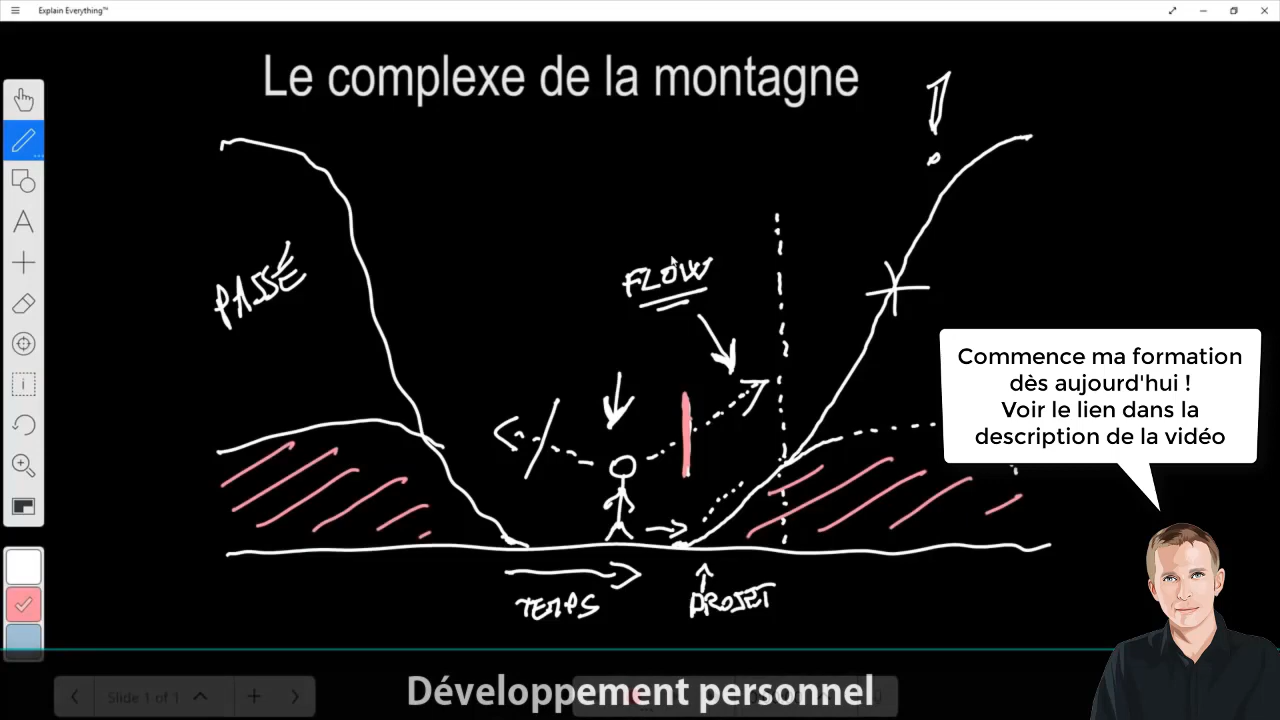 Explain Everything™
Le complexe de la montagne
PASSÉ
FLOW
!
Commence ma formation
dès aujourd'hui !
Voir le lien dans la
description de la vidéo
TEMPS
PROJET
Slide 1 of 1
Développement personnel